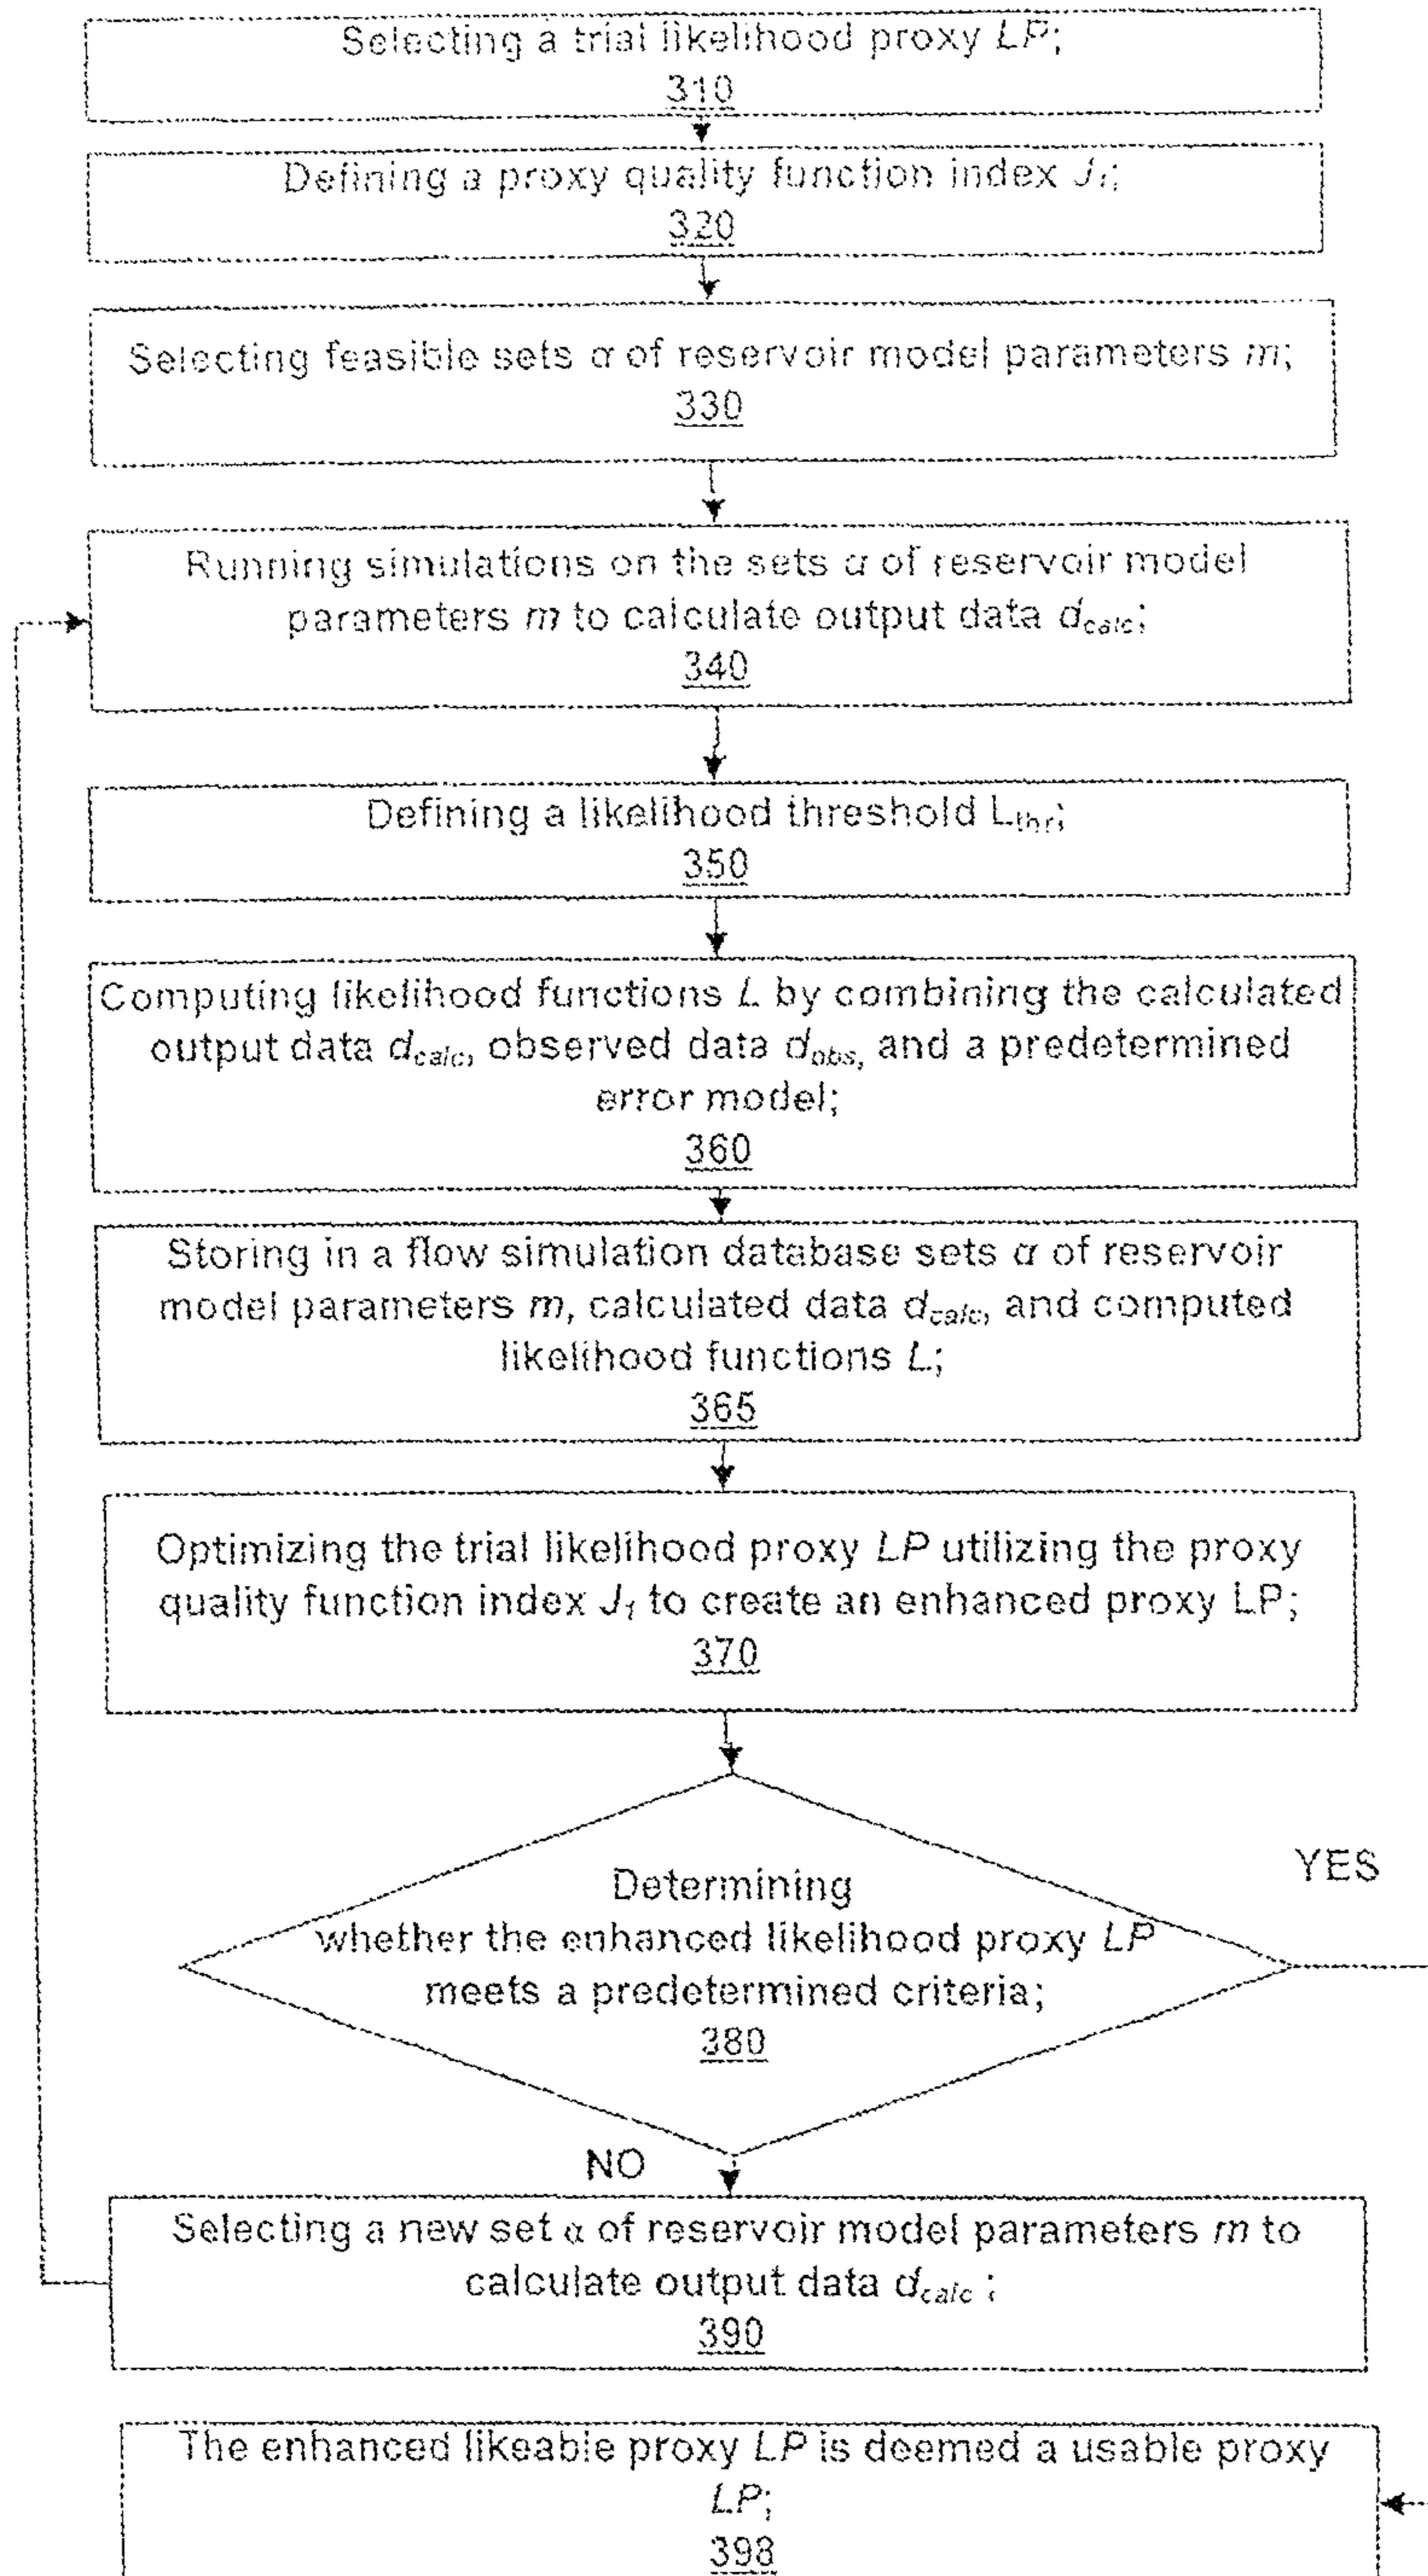 Selecting a trial likelihood proxy LP;
310
Defining a proxy quality function index J₁;
320
Selecting feasible sets α of reservoir model parameters m;
330
Running simulations on the sets α of reservoir model
parameters m to calculate output data d_calc;
340
Defining a likelihood threshold L_thr;
350
Computing likelihood functions L by combining the calculated
output data d_calc, observed data d_obs, and a predetermined
error model;
360
Storing in a flow simulation database sets α of reservoir
model parameters m, calculated data d_calc, and computed
likelihood functions L;
365
Optimizing the trial likelihood proxy LP utilizing the proxy
quality function index J₁ to create an enhanced proxy LP;
370
Determining
whether the enhanced likelihood proxy LP
meets a predetermined criteria;
380
YES
NO
Selecting a new set α of reservoir model parameters m to
calculate output data d_calc ;
390
The enhanced likeable proxy LP is deemed a usable proxy
LP;
398